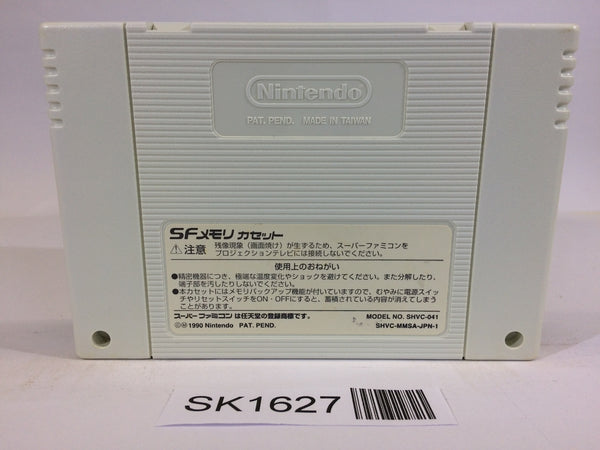 Nintendo
PAT. PEND. MADE IN TAIWAN
SFメモリ カセット
⚠注意 残像現象（画面焼け）が生ずるため、スーパーファミコンを
プロジェクションテレビには接続しないでください。
使用上のおねがい
●精密機器につき、極端な温度変化やショックを避けてください。また分解したり、
端子部を汚したりしないでください。
●本カセットにはメモリバックアップ機能が付いていますので、むやみに電源スイッ
チやリセットスイッチをON・OFFにすると、蓄積されている内容が消えてしまう
ことがあります。
スーパーファミコンは任天堂の登録商標です。
MODEL NO. SHVC-041
©Ⓜ1990 Nintendo PAT. PEND.
SHVC-MMSA-JPN-1
SK1627